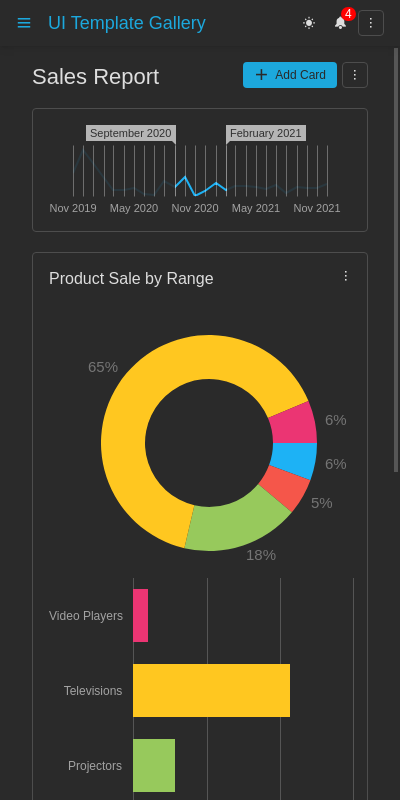 UI Template Gallery
4
Sales Report
Add Card
September 2020
February 2021
Nov 2019
May 2020
Nov 2020
May 2021
Nov 2021
Product Sale by Range
65%
6%
6%
5%
18%
Video Players
Televisions
Projectors